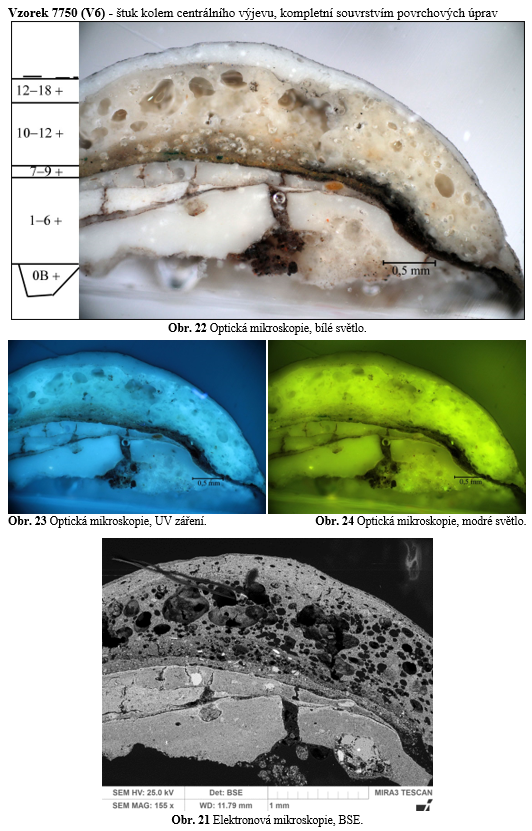 Vzorek 7750 (V6) - štuk kolem centrálního výjevu, kompletní souvrstvím povrchových úprav
12–18 +
10–12 +
7–9 +
1–6 +
0B +
0,5 mm
Obr. 22 Optická mikroskopie, bílé světlo.
0,5 mm
0,5 mm
Obr. 23 Optická mikroskopie, UV záření.
Obr. 24 Optická mikroskopie, modré světlo.
SEM HV: 25.0 kV Det: BSE MIRA3 TESCAN
SEM MAG: 155 x WD: 11.79 mm 1 mm
Obr. 21 Elektronová mikroskopie, BSE.